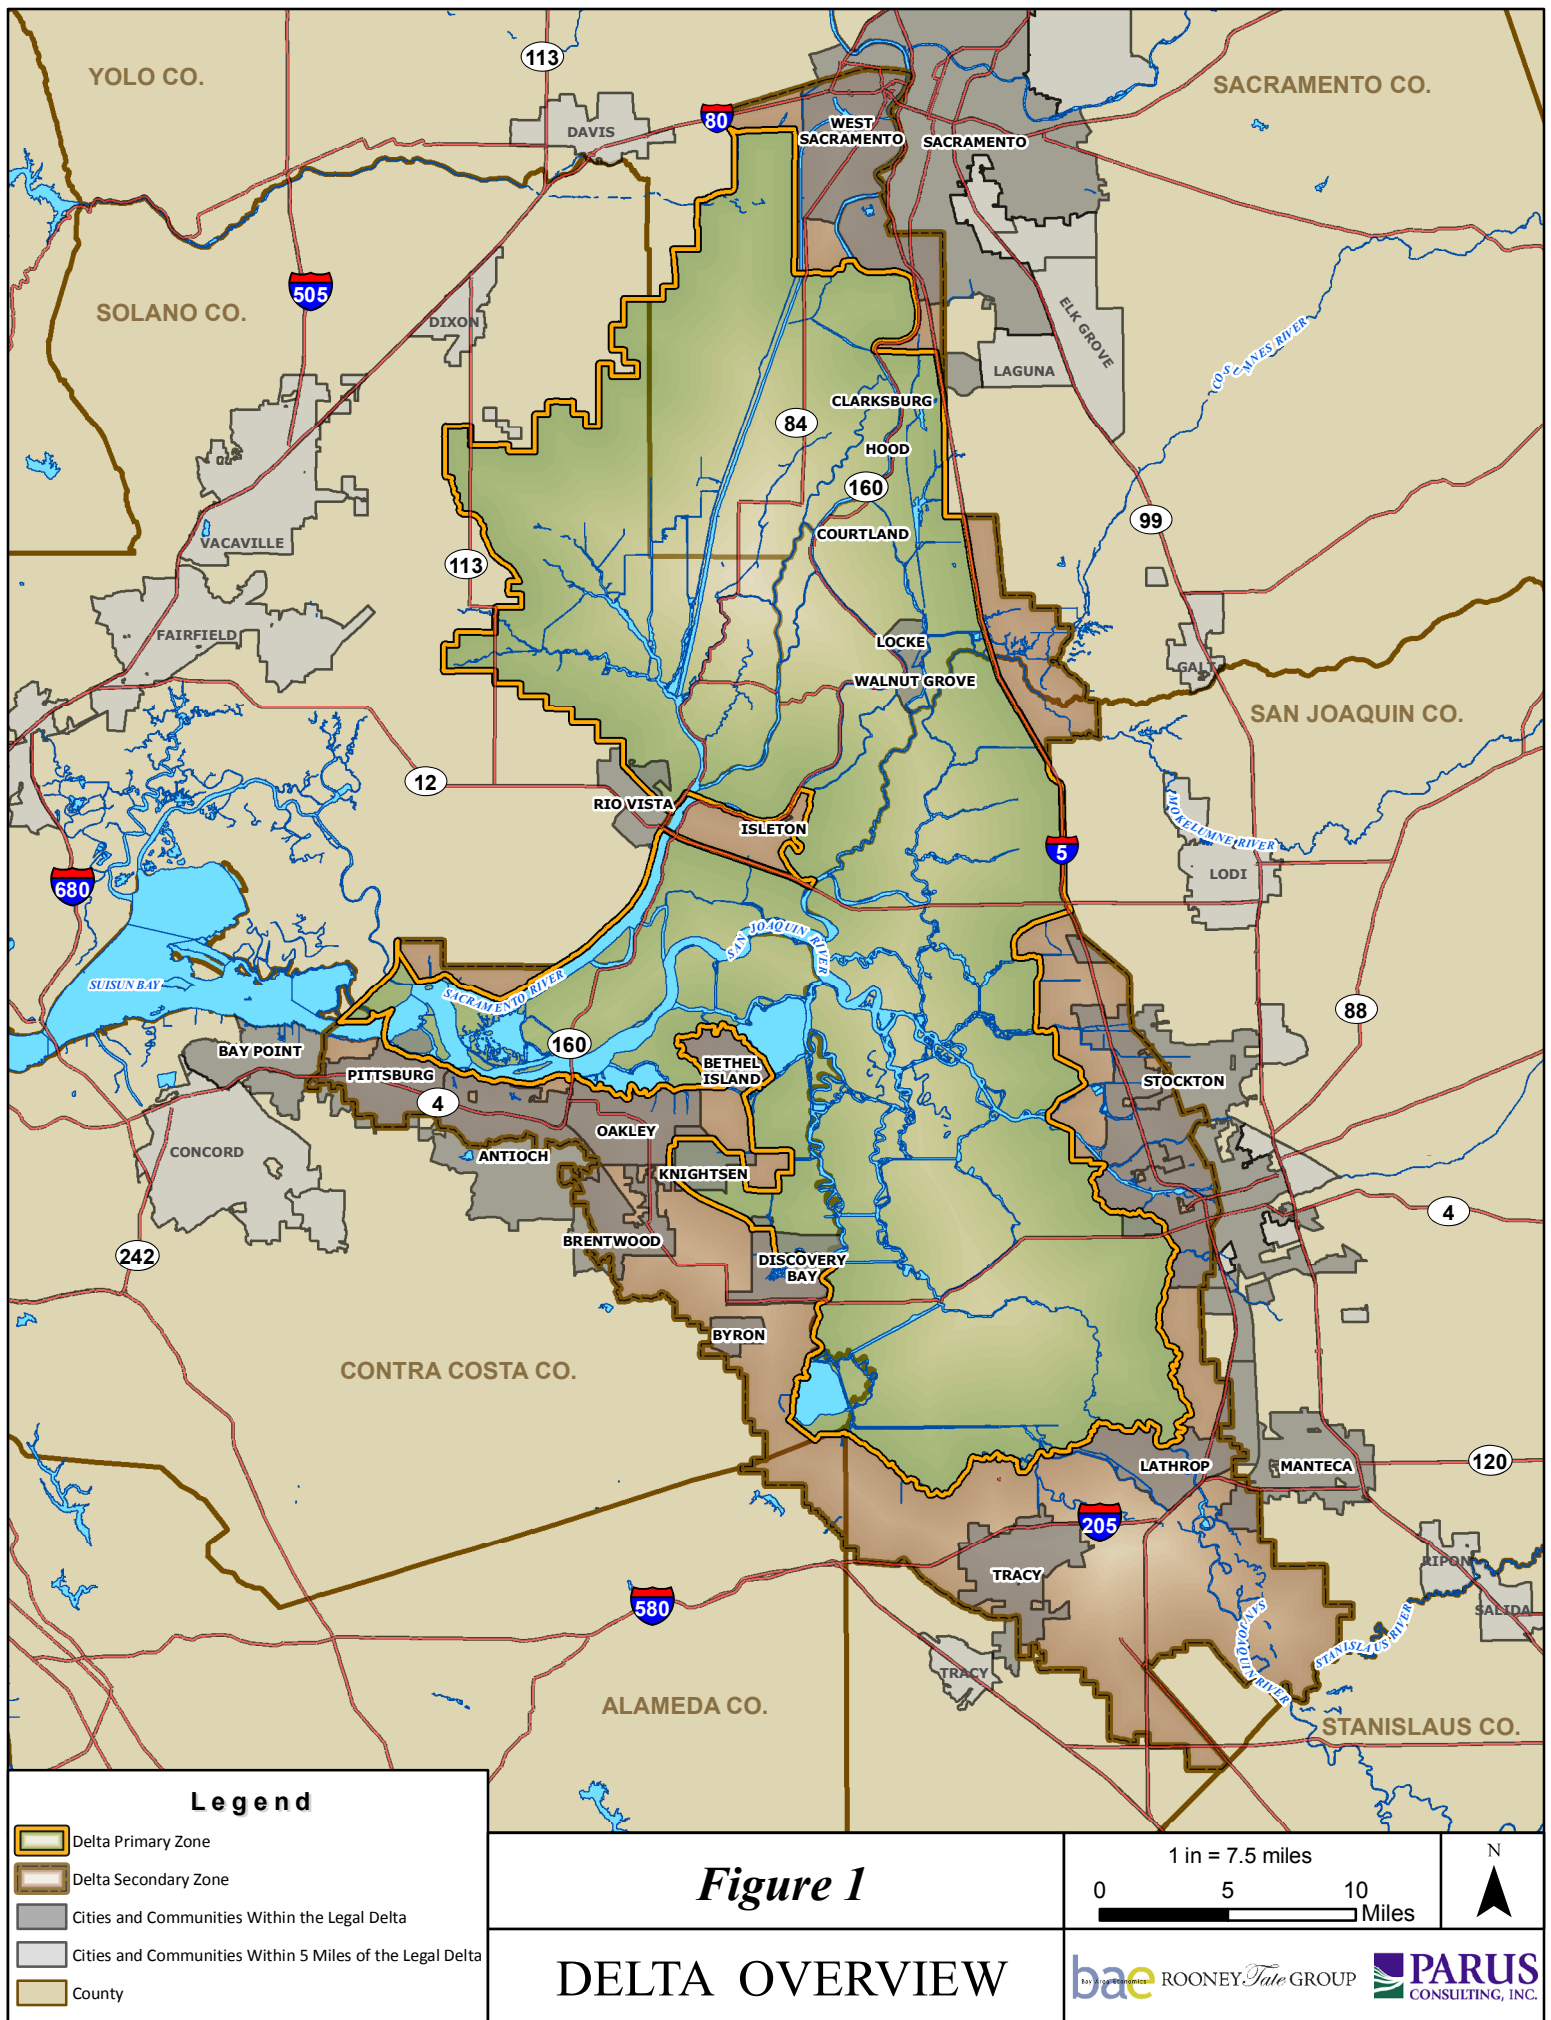 113
YOLO CO.
SACRAMENTO CO.
80
DAVIS
WEST
SACRAMENTO
SACRAMENTO
505
SOLANO CO.
DIXON
ELK GROVE
COSUMNES RIVER
LAGUNA
CLARKSBURG
84
HOOD
160
99
COURTLAND
VACAVILLE
113
FAIRFIELD
LOCKE
GALT
WALNUT GROVE
SAN JOAQUIN CO.
12
RIO VISTA
ISLETON
MOKELUMNE RIVER
5
LODI
680
SAN JOAQUIN RIVER
SUISUN BAY
SACRAMENTO RIVER
88
160
BAY POINT
BETHEL
ISLAND
PITTSBURG
STOCKTON
4
OAKLEY
CONCORD
ANTIOCH
KNIGHTSEN
4
242
BRENTWOOD
DISCOVERY
BAY
BYRON
CONTRA COSTA CO.
LATHROP
MANTECA
120
205
RIPON
TRACY
580
SALIDA
SAN JOAQUIN RIVER
STANISLAUS RIVER
TRACY
ALAMEDA CO.
STANISLAUS CO.
Legend
Delta Primary Zone
Delta Secondary Zone
Cities and Communities Within the Legal Delta
Cities and Communities Within 5 Miles of the Legal Delta
County
Figure 1
DELTA OVERVIEW
1 in = 7.5 miles
0 5 10
Miles
N
bae
Bay Area Economics
ROONEY Tate GROUP
PARUS
CONSULTING, INC.